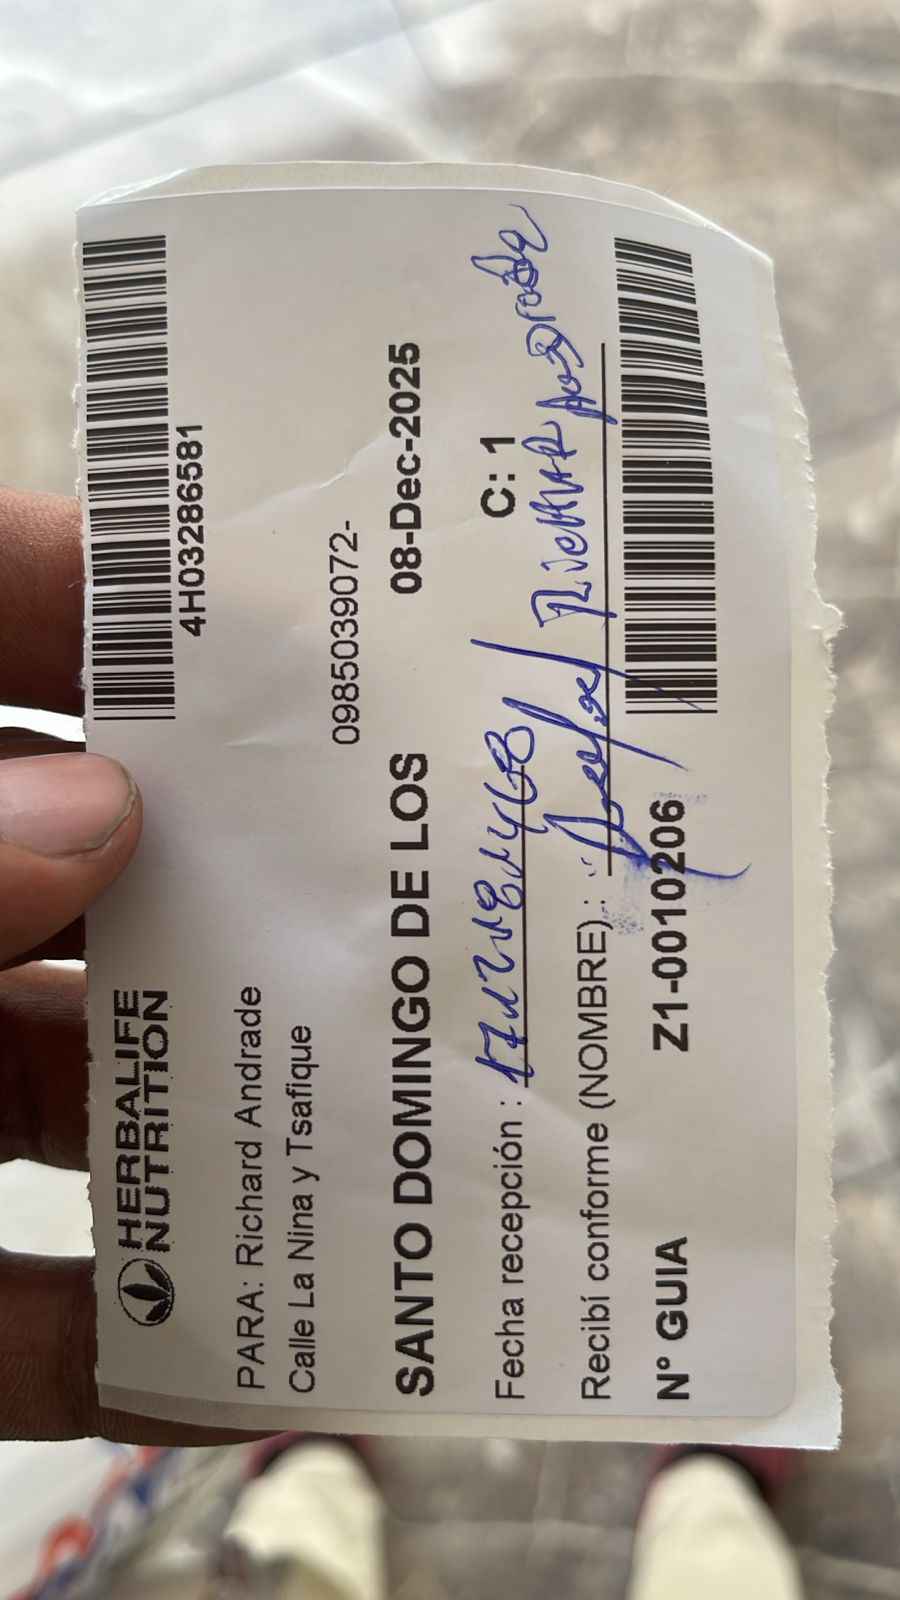 HERBALIFE
NUTRITION
4H03286581
PARA: Richard Andrade
Calle La Nina y Tsafique
0985039072-
SANTO DOMINGO DE LOS 08-Dec-2025
Fecha recepción : C: 1
Recibí conforme (NOMBRE) :
N° GUIA Z1-0010206